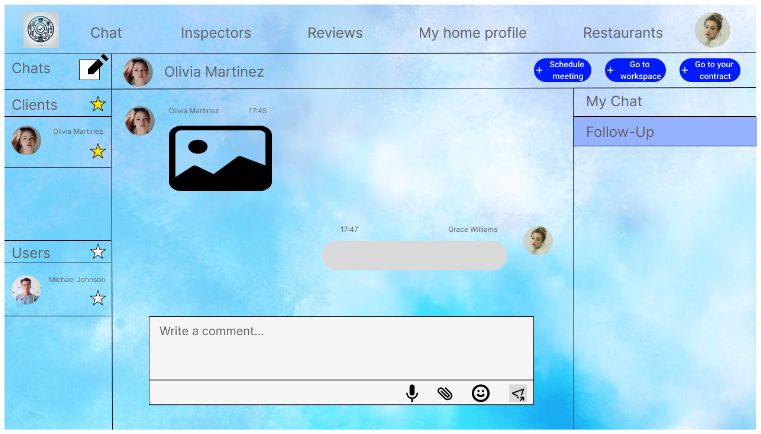 Chat
Inspectors
Reviews
My home profile
Restaurants
Chats
Olivia Martinez
+ Schedule
meeting
+ Go to
workspace
+ Go to your
contract
Clients
Olivia Martinez
Users
Michael Johnson
Olivia Martinez 17:45
17:47 Grace Williams
Write a comment...
My Chat
Follow-Up